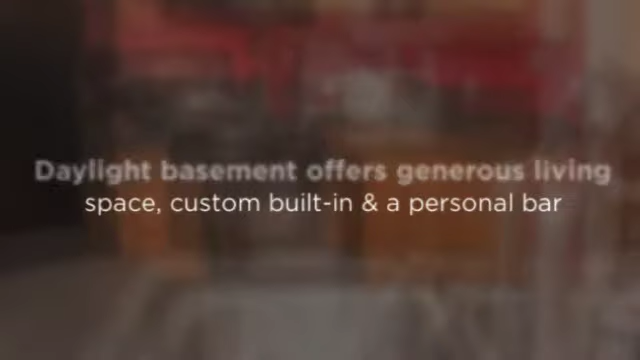 Daylight basement offers generous living
space, custom built-in & a personal bar